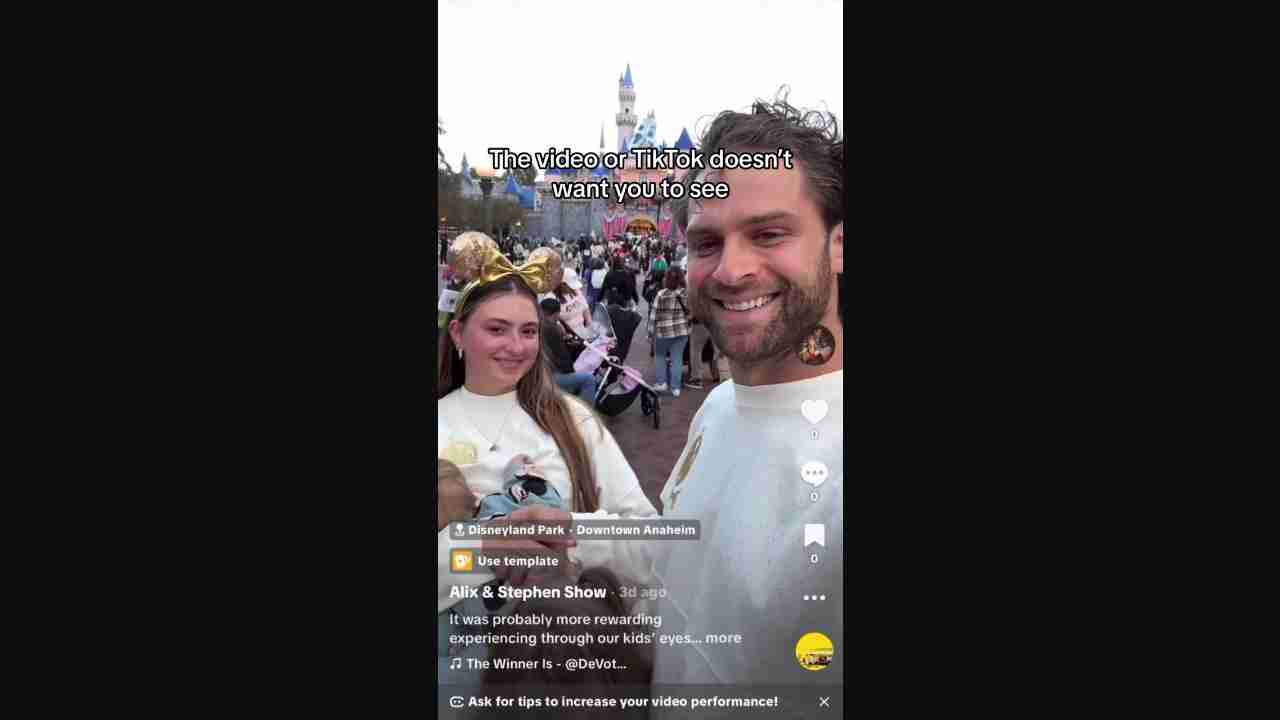 The video or TikTok doesn't
want you to see
0
0
Disneyland Park · Downtown Anaheim
Use template
Alix & Stephen Show · 3d ago
It was probably more rewarding
experiencing through our kids' eyes... more
The Winner Is - @DeVot...
Ask for tips to increase your video performance!